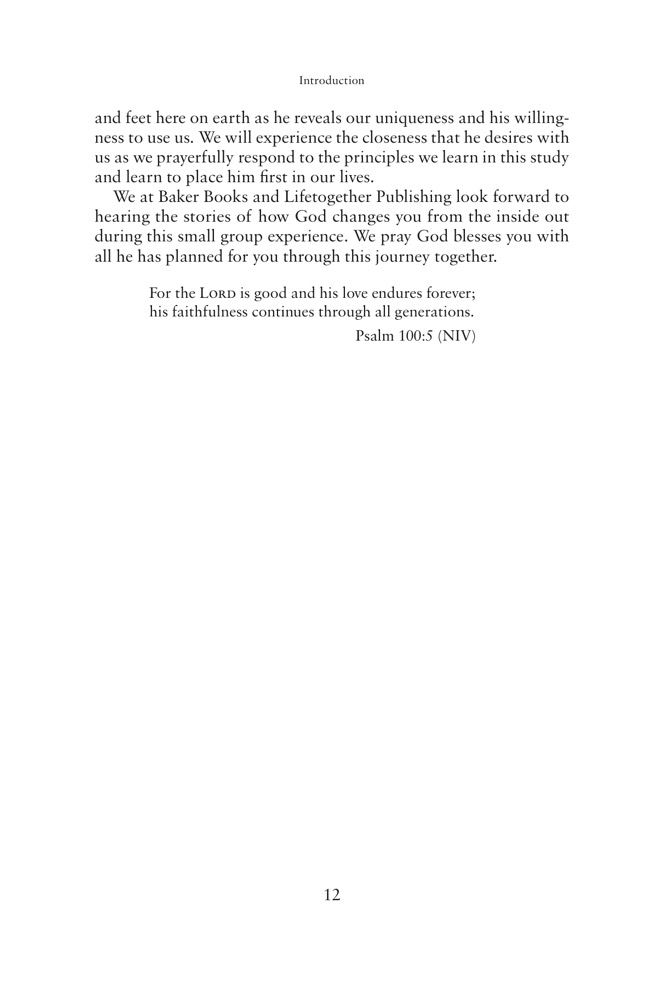 Introduction
and feet here on earth as he reveals our uniqueness and his willing-
ness to use us. We will experience the closeness that he desires with
us as we prayerfully respond to the principles we learn in this study
and learn to place him first in our lives.
We at Baker Books and Lifetogether Publishing look forward to
hearing the stories of how God changes you from the inside out
during this small group experience. We pray God blesses you with
all he has planned for you through this journey together.
For the LORD is good and his love endures forever;
his faithfulness continues through all generations.
Psalm 100:5 (NIV)
12